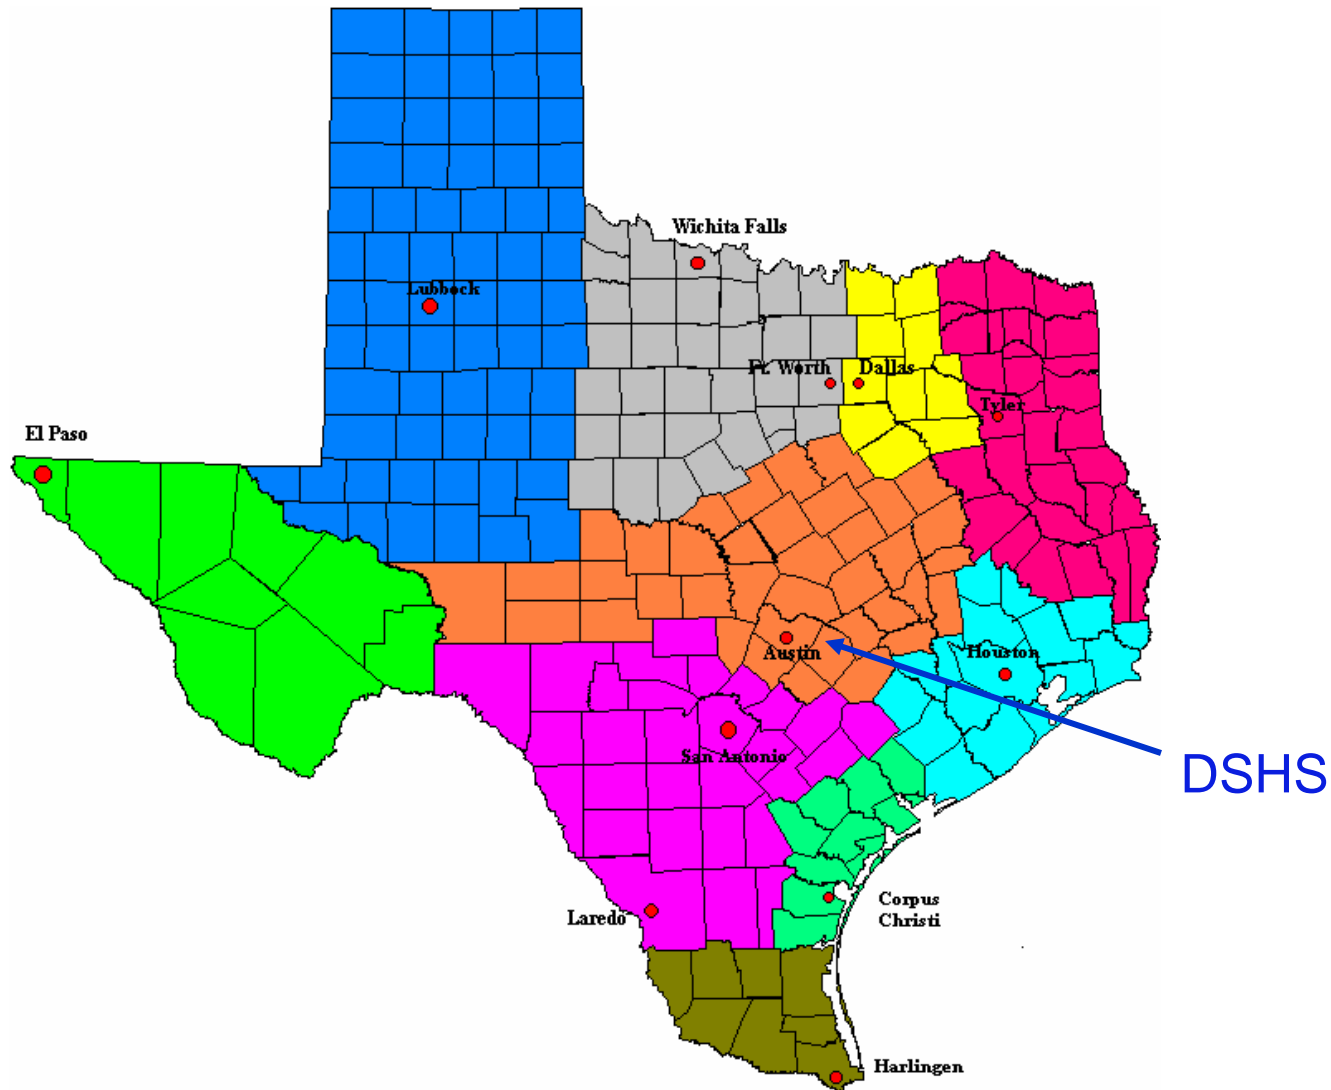 Wichita Falls
Lubbock
Ft. Worth
Dallas
Tyler
El Paso
Austin
Houston
San Antonio
DSHS
Laredo
Corpus
Christi
Harlingen